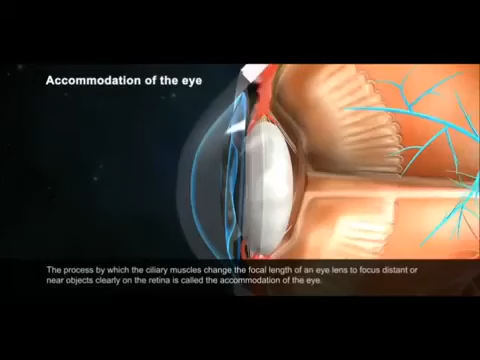 Accommodation of the eye
The process by which the ciliary muscles change the focal length of an eye lens to focus distant or
near objects clearly on the retina is called the accommodation of the eye.